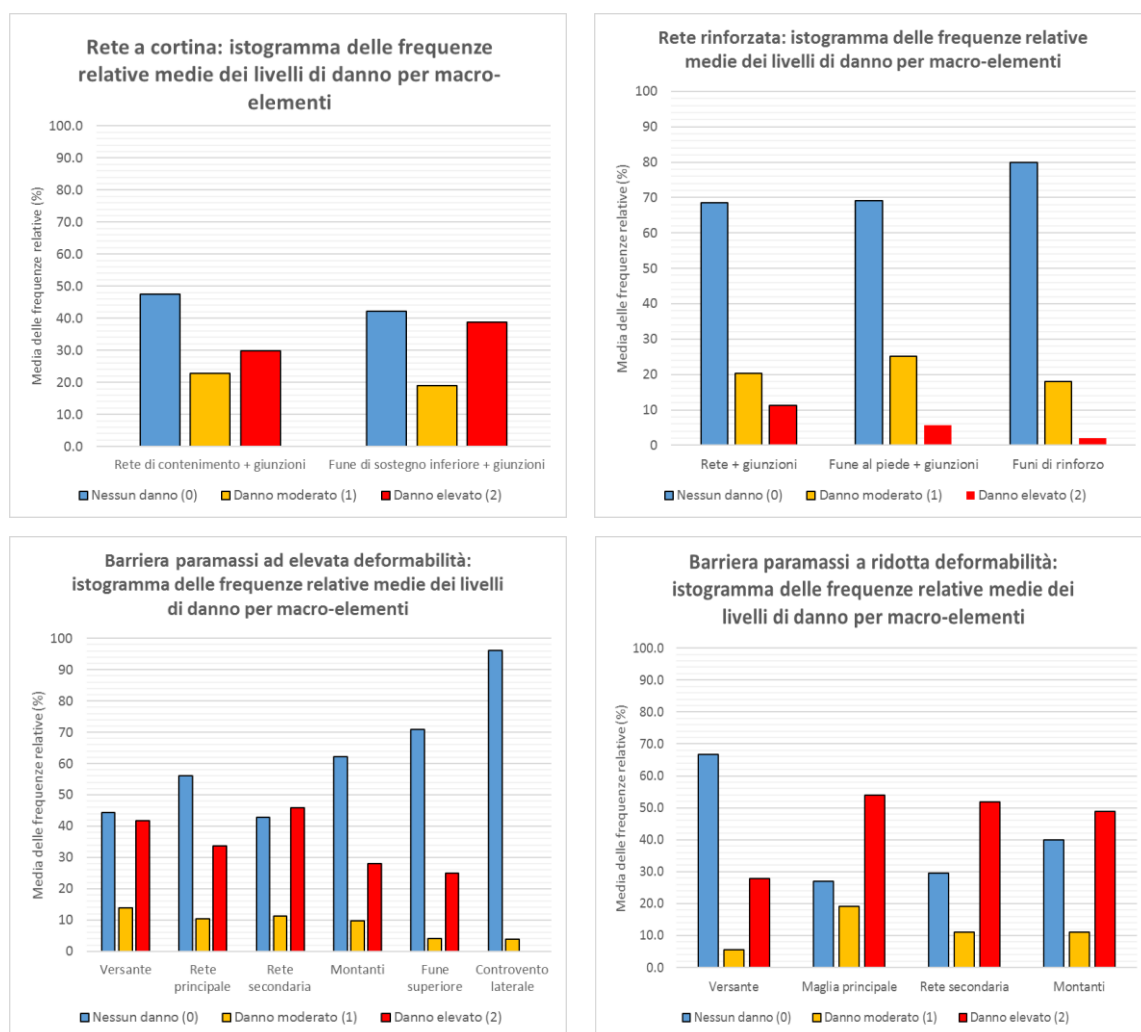 Rete a cortina: istogramma delle frequenze
relative medie dei livelli di danno per macro-
elementi
Media delle frequenze relative (%)
100.0
90.0
80.0
70.0
60.0
50.0
40.0
30.0
20.0
10.0
0.0
Rete di contenimento + giunzioni
Fune di sostegno inferiore + giunzioni
Nessun danno (0)
Danno moderato (1)
Danno elevato (2)
Rete rinforzata: istogramma delle frequenze relative
medie dei livelli di danno per macro-elementi
Media delle frequenze relative (%)
100
90
80
70
60
50
40
30
20
10
0
Rete + giunzioni
Fune al piede + giunzioni
Funi di rinforzo
Nessun danno (0)
Danno moderato (1)
Danno elevato (2)
Barriera paramassi ad elevata deformabilità:
istogramma delle frequenze relative medie dei livelli
di danno per macro-elementi
Media delle frequenze relative (%)
100
90
80
70
60
50
40
30
20
10
0
Versante
Rete
principale
Rete
secondaria
Montanti
Fune
superiore
Controvento
laterale
Nessun danno (0)
Danno moderato (1)
Danno elevato (2)
Barriera paramassi a ridotta deformabilità:
istogramma delle frequenze relative medie dei
livelli di danno per macro-elementi
Media delle frequenze relative (%)
100.0
90.0
80.0
70.0
60.0
50.0
40.0
30.0
20.0
10.0
0.0
Versante
Maglia principale
Rete secondaria
Montanti
Nessun danno (0)
Danno moderato (1)
Danno elevato (2)